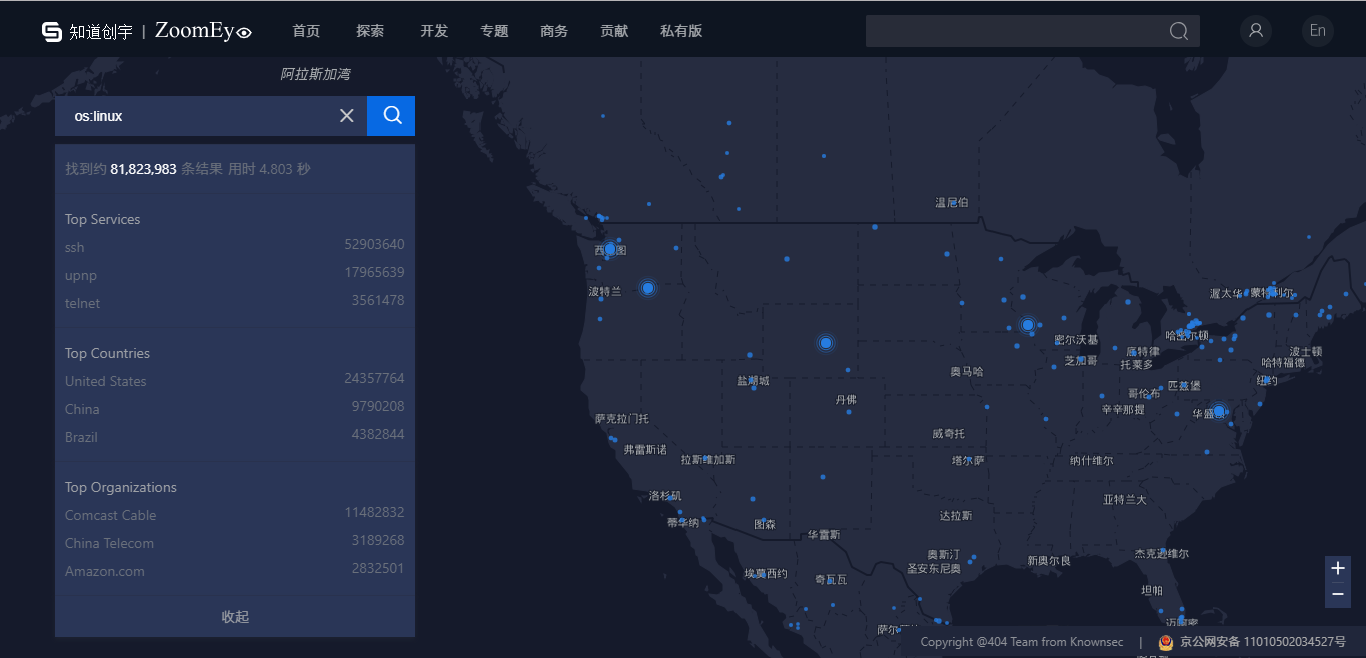 知道创宇 | ZoomEye 首页 探索 开发 专题 商务 贡献 私有版 En
阿拉斯加湾
os:linux
找到约 81,823,983 条结果 用时 4.803 秒
Top Services
ssh 52903640
upnp 17965639
telnet 3561478
Top Countries
United States 24357764
China 9790208
Brazil 4382844
Top Organizations
Comcast Cable 11482832
China Telecom 3189268
Amazon.com 2832501
收起
温尼伯
波特兰
渥太华
蒙特利尔
哈密尔顿
密尔沃基
芝加哥
底特律
托莱多
波士顿
哈特福德
纽约
盐湖城
奥马哈
丹佛
匹兹堡
哥伦布
辛辛那提
华盛顿
萨克拉门托
弗雷斯诺
拉斯维加斯
威奇托
塔尔萨
纳什维尔
洛杉矶
蒂华纳
图森
华雷斯
达拉斯
亚特兰大
奥斯汀
圣安东尼奥
新奥尔良
杰克逊维尔
埃莫西约
奇瓦瓦
坦帕
迈阿密
+
−
Copyright @404 Team from Knownsec | 京公网安备 11010502034527号